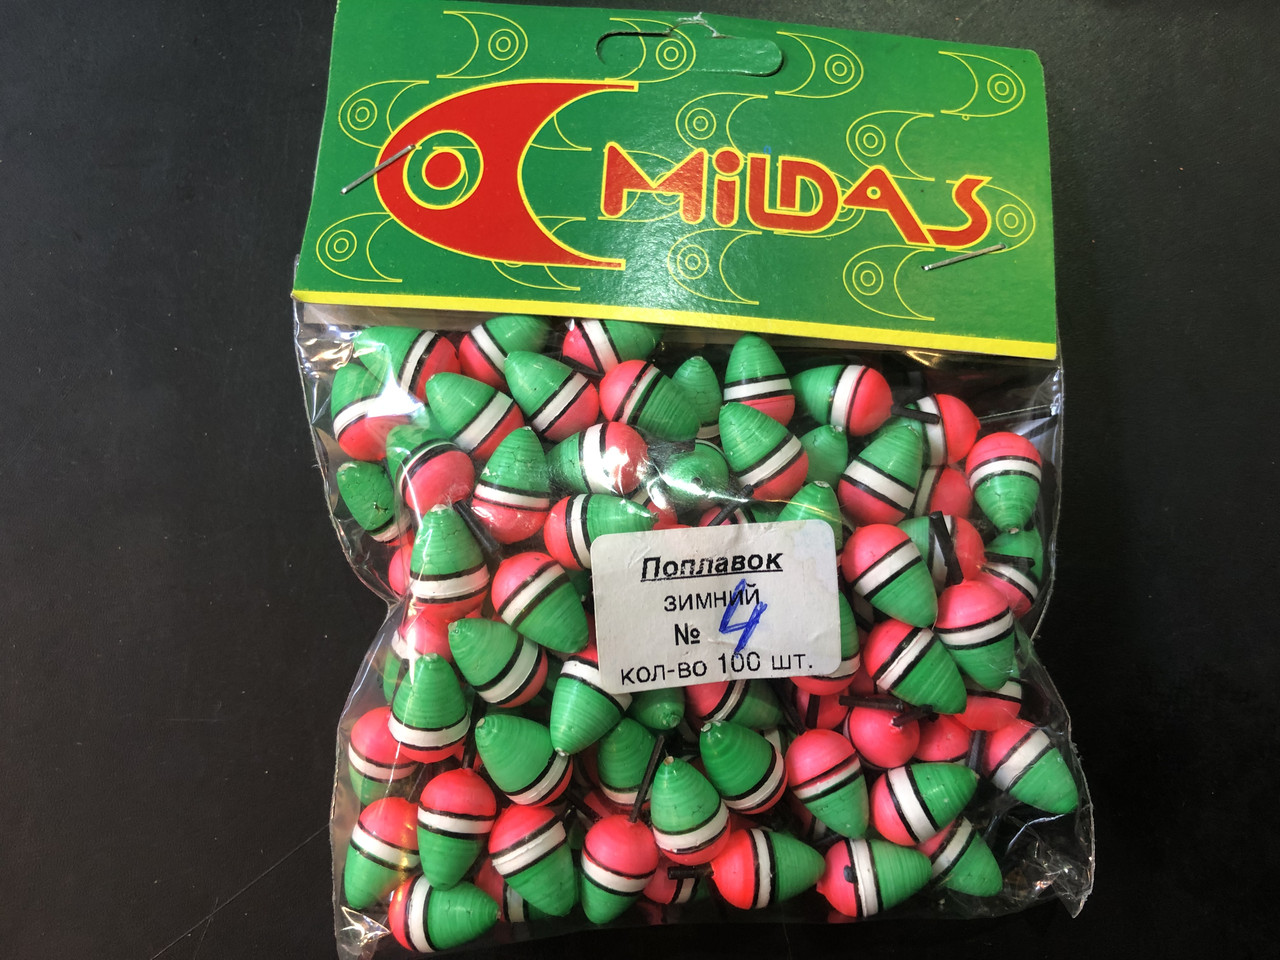 MiLDAS
Поплавок
зимний
№ 4
кол-во 100 шт.